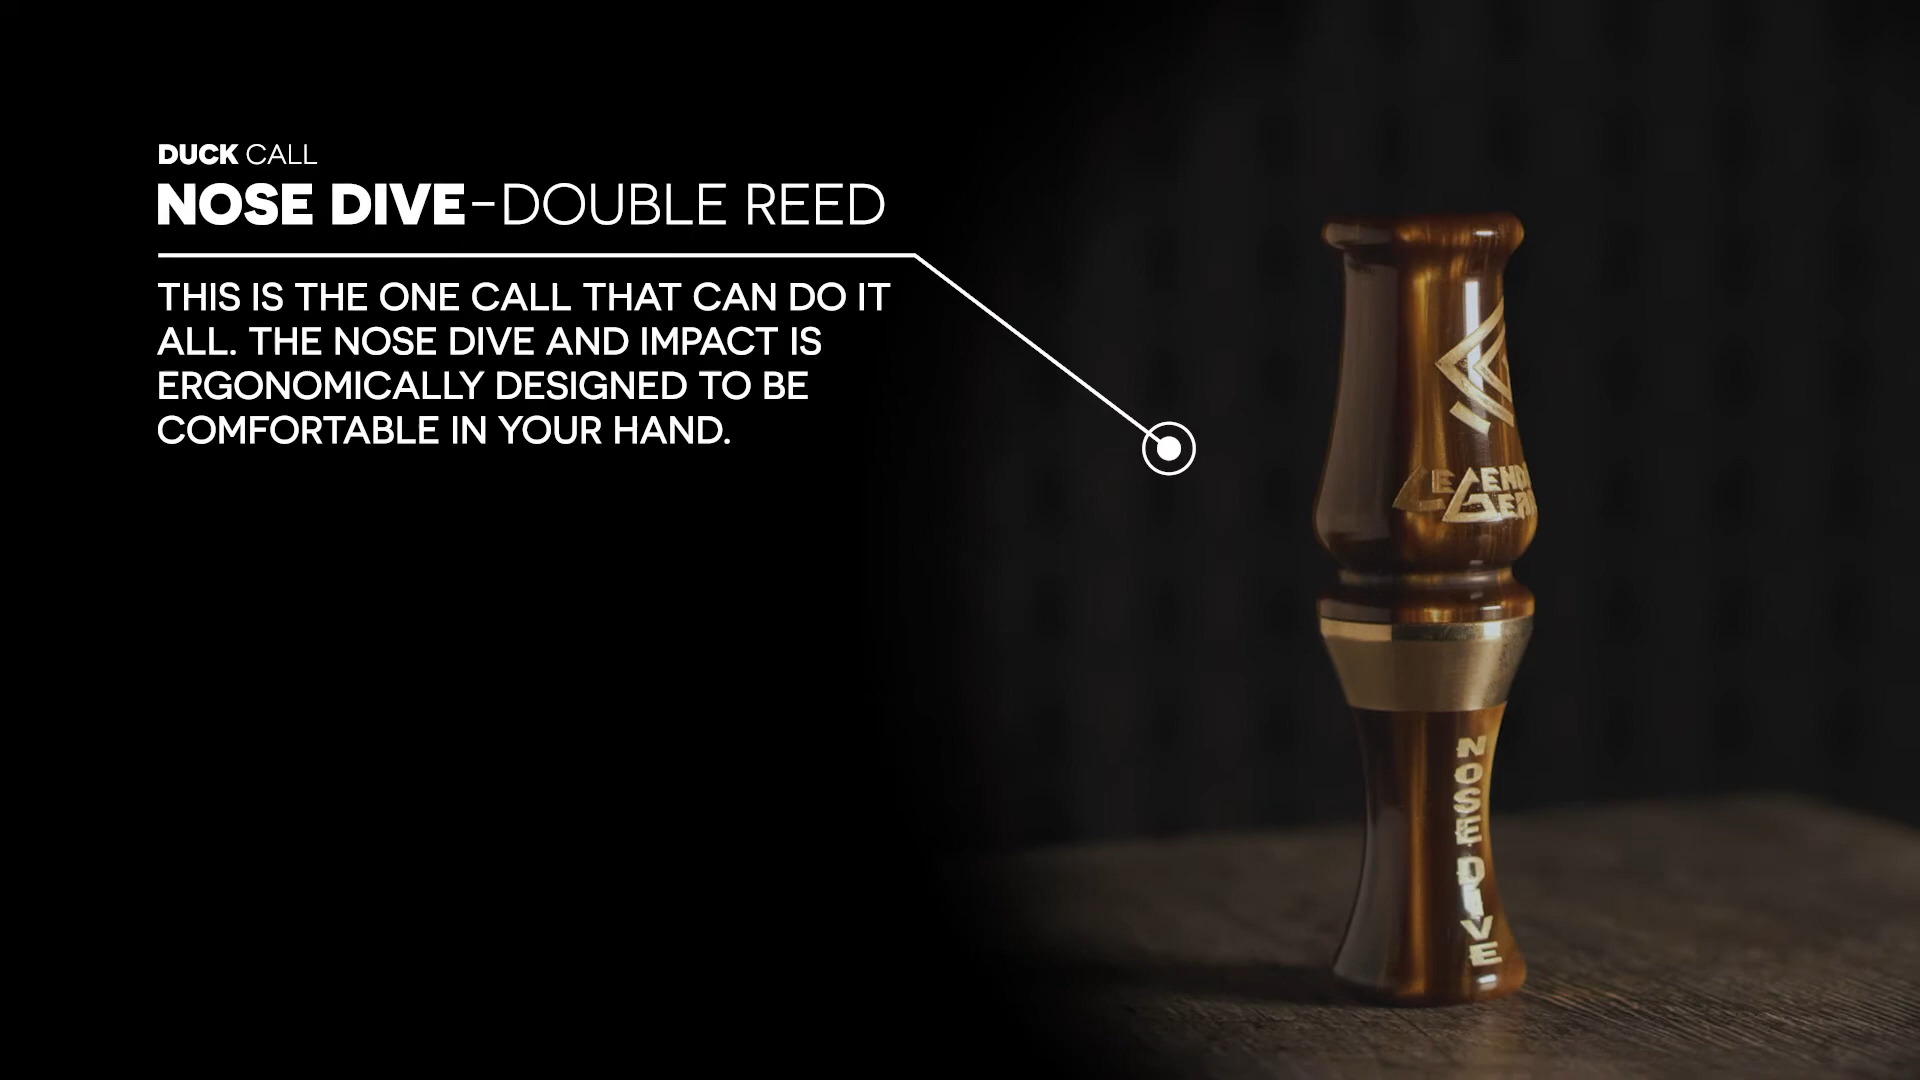 DUCK CALL
NOSE DIVE-DOUBLE REED
THIS IS THE ONE CALL THAT CAN DO IT
ALL. THE NOSE DIVE AND IMPACT IS
ERGONOMICALLY DESIGNED TO BE
COMFORTABLE IN YOUR HAND.
NOSE DIVE